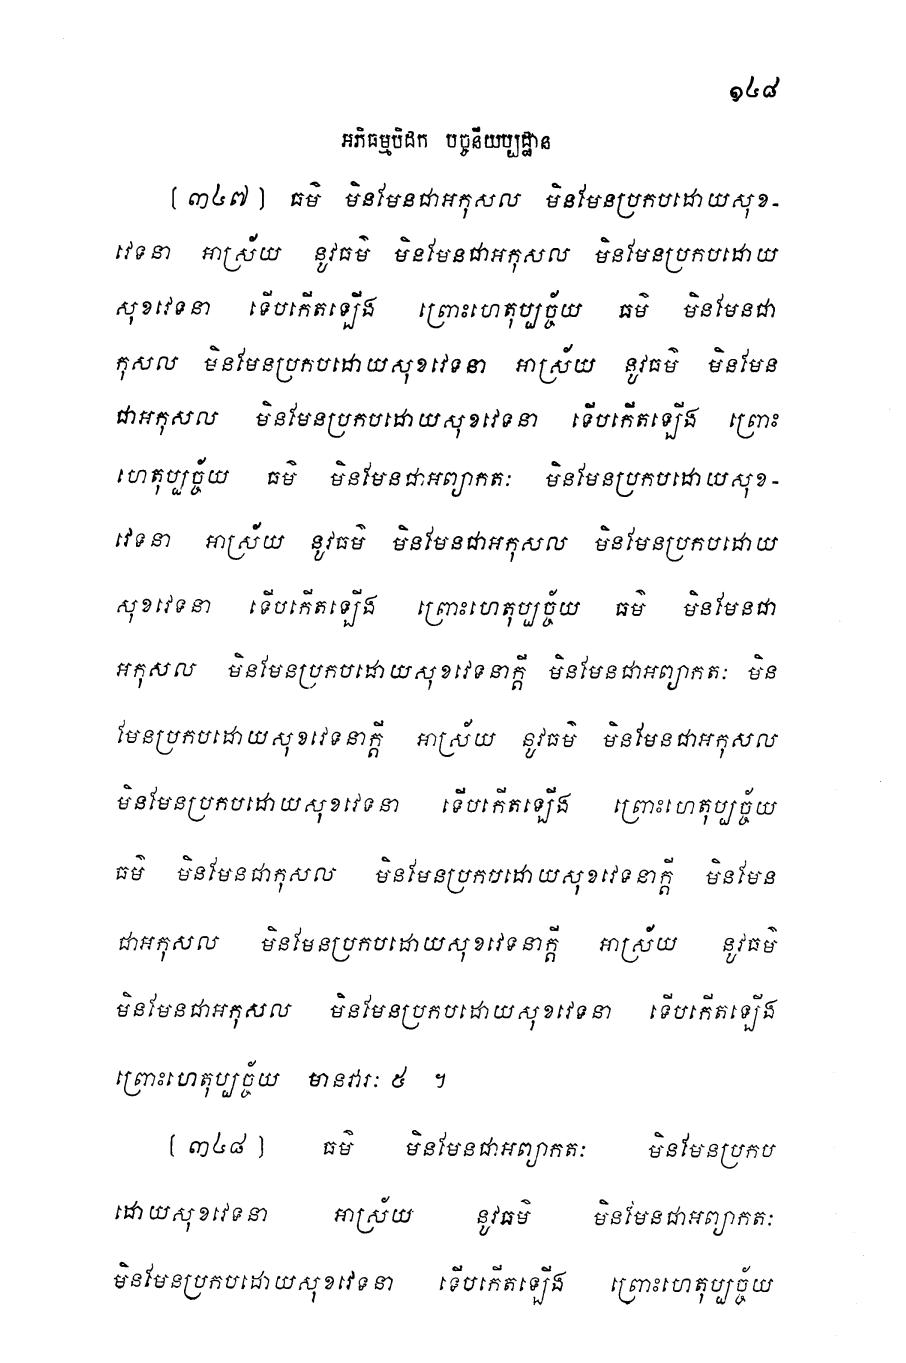 ១៤៨
អភិធម្មបិដក បច្ចនីយប្បដ្ឋាន
[៣៤៧] ធម៌ មិនមែនជាអកុសល មិនមែនប្រកបដោយសុខ-
វេទនា អាស្រ័យ នូវធម៌ មិនមែនជាអកុសល មិនមែនប្រកបដោយ
សុខវេទនា ទើបកើតឡើង ព្រោះហេតុប្បច្ច័យ ធម៌ មិនមែនជា
កុសល មិនមែនប្រកបដោយសុខវេទនា អាស្រ័យ នូវធម៌ មិនមែន
ជាអកុសល មិនមែនប្រកបដោយសុខវេទនា ទើបកើតឡើង ព្រោះ
ហេតុប្បច្ច័យ ធម៌ មិនមែនជាអព្យាកតៈ មិនមែនប្រកបដោយសុខ-
វេទនា អាស្រ័យ នូវធម៌ មិនមែនជាអកុសល មិនមែនប្រកបដោយ
សុខវេទនា ទើបកើតឡើង ព្រោះហេតុប្បច្ច័យ ធម៌ មិនមែនជា
អកុសល មិនមែនប្រកបដោយសុខវេទនាក្តី មិនមែនជាអព្យាកតៈ មិន
មែនប្រកបដោយសុខវេទនាក្តី អាស្រ័យ នូវធម៌ មិនមែនជាអកុសល
មិនមែនប្រកបដោយសុខវេទនា ទើបកើតឡើង ព្រោះហេតុប្បច្ច័យ
ធម៌ មិនមែនជាកុសល មិនមែនប្រកបដោយសុខវេទនាក្តី មិនមែន
ជាអកុសល មិនមែនប្រកបដោយសុខវេទនាក្តី អាស្រ័យ នូវធម៌
មិនមែនជាអកុសល មិនមែនប្រកបដោយសុខវេទនា ទើបកើតឡើង
ព្រោះហេតុប្បច្ច័យ មានវារៈ ៥ ។
[៣៤៨] ធម៌ មិនមែនជាអព្យាកតៈ មិនមែនប្រកប
ដោយសុខវេទនា អាស្រ័យ នូវធម៌ មិនមែនជាអព្យាកតៈ
មិនមែនប្រកបដោយសុខវេទនា ទើបកើតឡើង ព្រោះហេតុប្បច្ច័យ